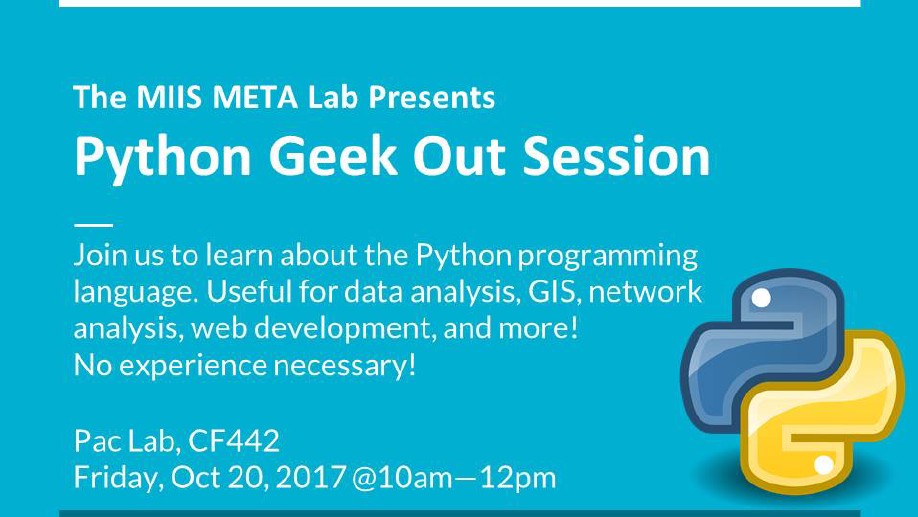 The MIIS META Lab Presents
Python Geek Out Session
Join us to learn about the Python programming
language. Useful for data analysis, GIS, network
analysis, web development, and more!
No experience necessary!
Pac Lab, CF442
Friday, Oct 20, 2017 @10am—12pm